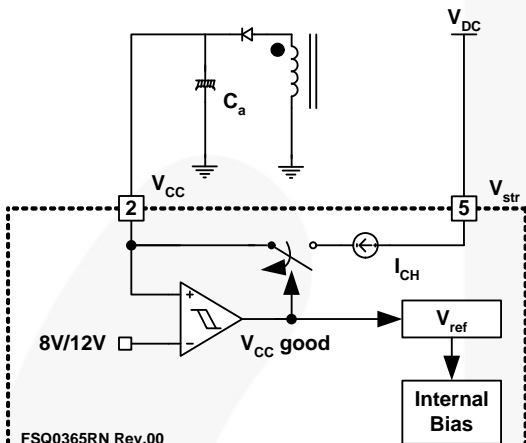 V_DC
C_a
V_CC
V_str
2
5
I_CH
+
8V/12V
−
V_CC good
V_ref
Internal
Bias
FSQ0365RN Rev.00